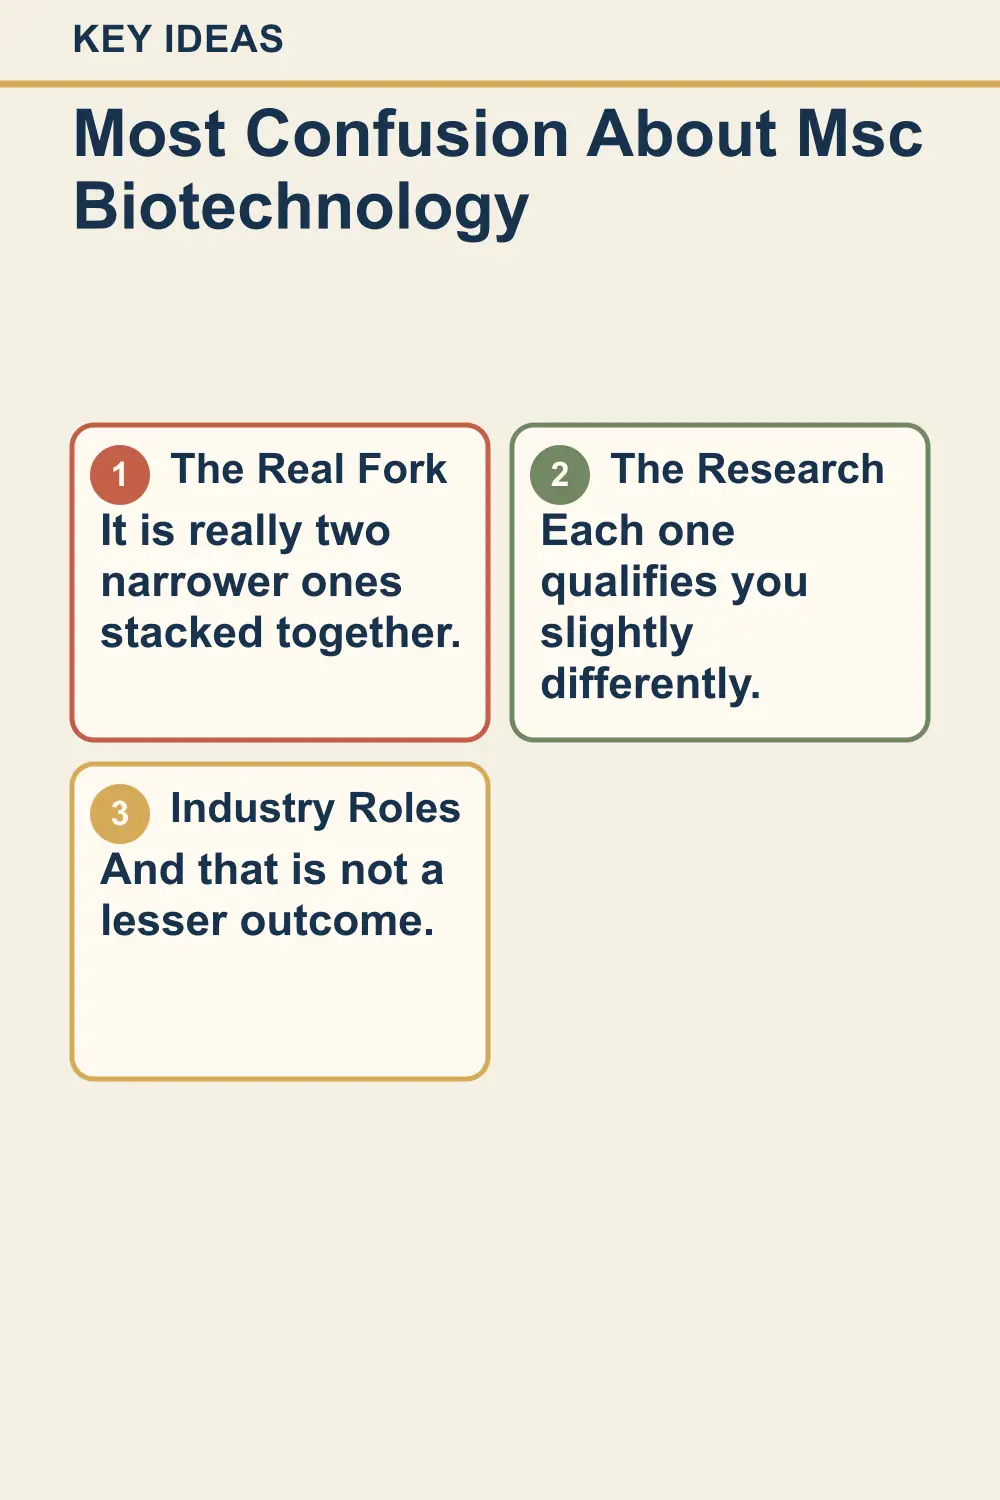 KEY IDEAS
Most Confusion About Msc
Biotechnology
1 The Real Fork
It is really two
narrower ones
stacked together.
2 The Research
Each one
qualifies you
slightly
differently.
3 Industry Roles
And that is not a
lesser outcome.